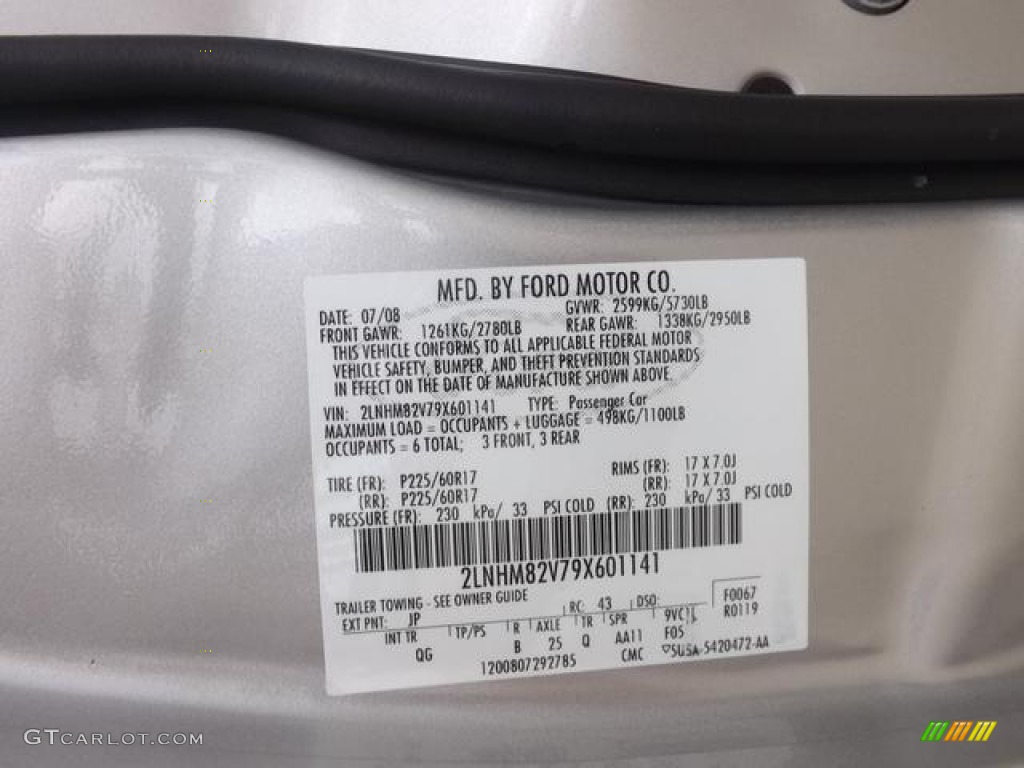 MFD. BY FORD MOTOR CO.
DATE: 07/08 GVWR: 2599KG/5730LB
FRONT GAWR: 1261KG/2780LB REAR GAWR: 1338KG/2950LB
THIS VEHICLE CONFORMS TO ALL APPLICABLE FEDERAL MOTOR
VEHICLE SAFETY, BUMPER, AND THEFT PREVENTION STANDARDS
IN EFFECT ON THE DATE OF MANUFACTURE SHOWN ABOVE.
VIN: 2LNHM82V79X601141 TYPE: Passenger Car
MAXIMUM LOAD = OCCUPANTS + LUGGAGE = 498KG/1100LB
OCCUPANTS = 6 TOTAL; 3 FRONT, 3 REAR
TIRE (FR): P225/60R17 RIMS (FR): 17 X 7.0J
(RR): P225/60R17 (RR): 17 X 7.0J
PRESSURE (FR): 230 kPa/ 33 PSI COLD (RR): 230 kPa/ 33 PSI COLD
2LNHM82V79X601141
TRAILER TOWING - SEE OWNER GUIDE
EXT PNT: JP RC: 43 DSO: F0067
INT TR TP/PS R AXLE TR SPR 9VC R0119
QG B 25 Q AA11 F05
1200807292785 CMC 5U5A-5420472-AA
GTCARLOT.COM